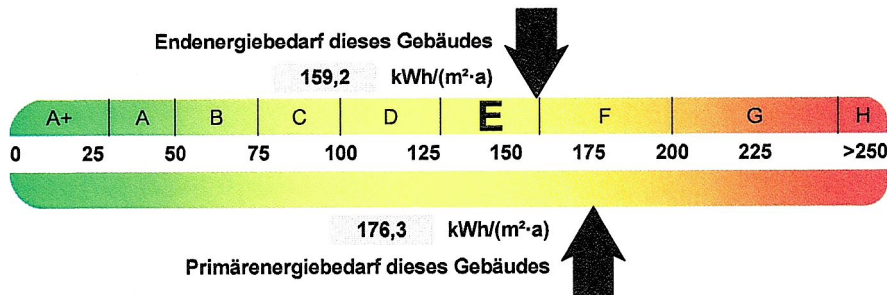 Endenergiebedarf dieses Gebäudes
159,2 kWh/(m²·a)
A+ A B C D E F G H
0 25 50 75 100 125 150 175 200 225 >250
176,3 kWh/(m²·a)
Primärenergiebedarf dieses Gebäudes